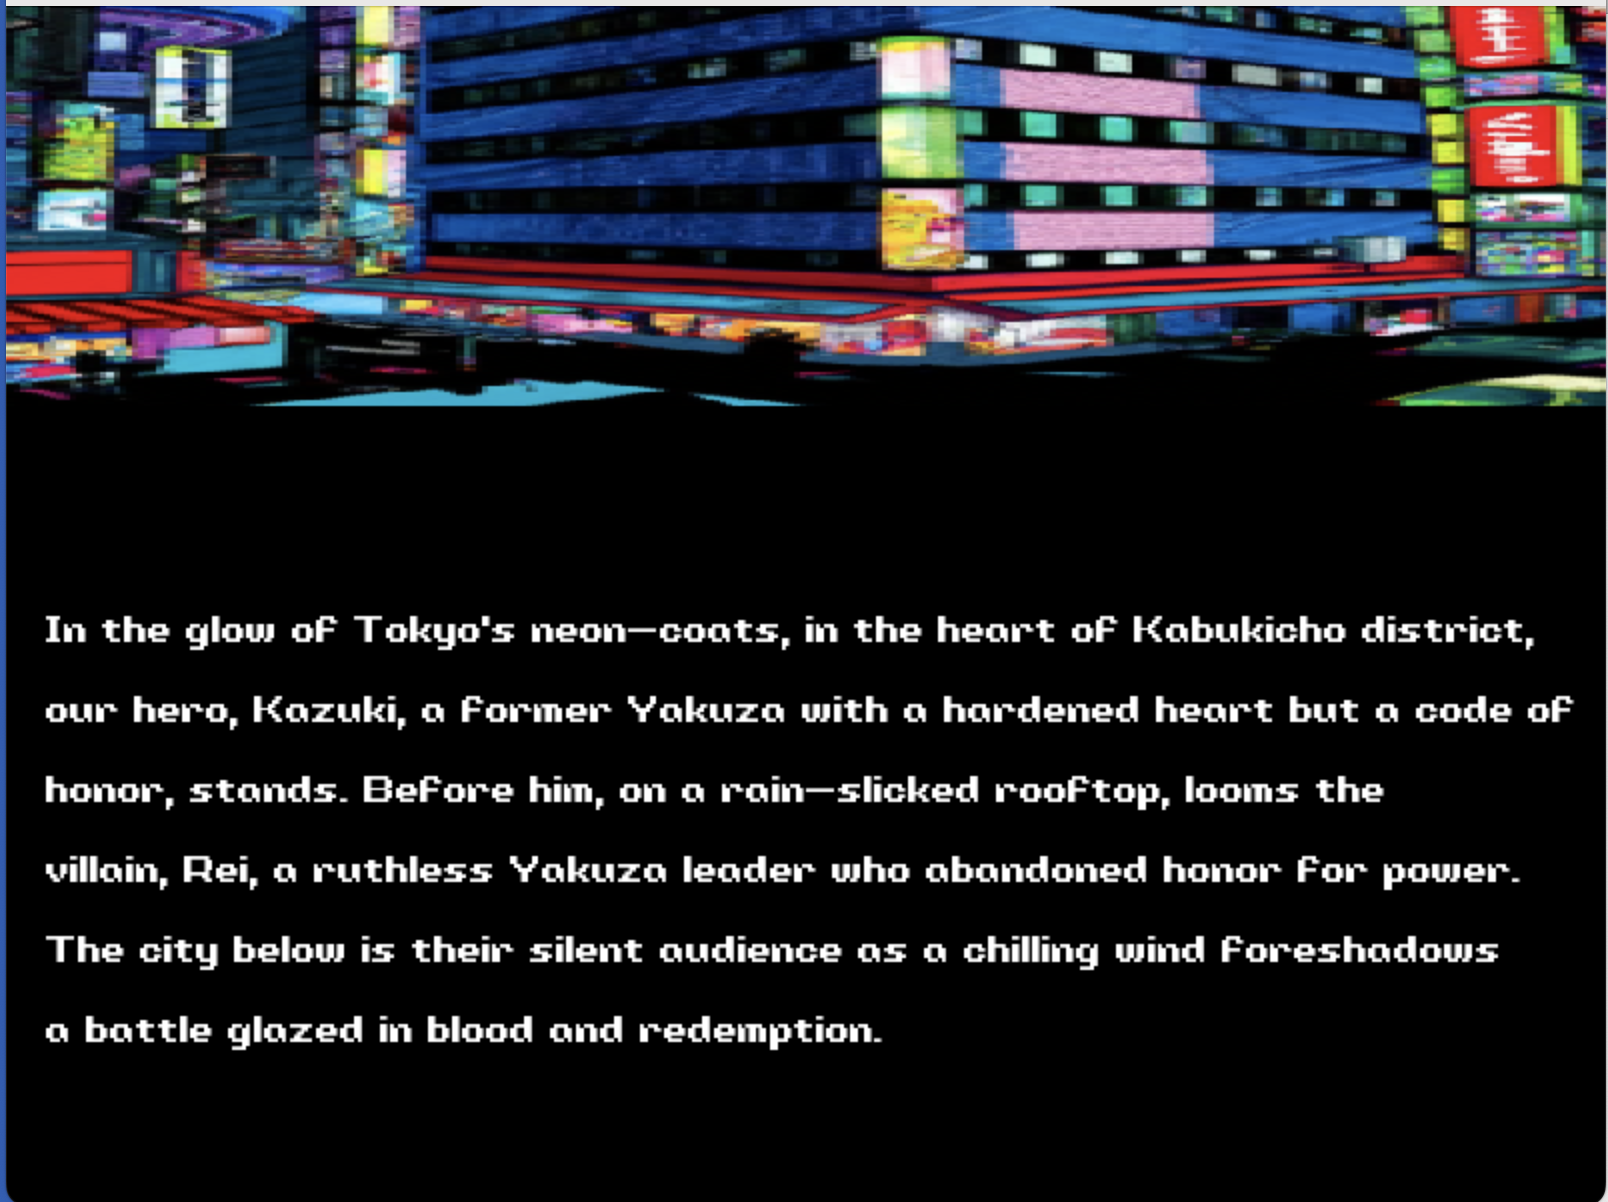 In the glow of Tokyo's neon-coats, in the heart of Kabukicho district,
our hero, Kazuki, a former Yakuza with a hardened heart but a code of
honor, stands. Before him, on a rain-slicked rooftop, looms the
villain, Rei, a ruthless Yakuza leader who abandoned honor for power.
The city below is their silent audience as a chilling wind foreshadows
a battle glazed in blood and redemption.